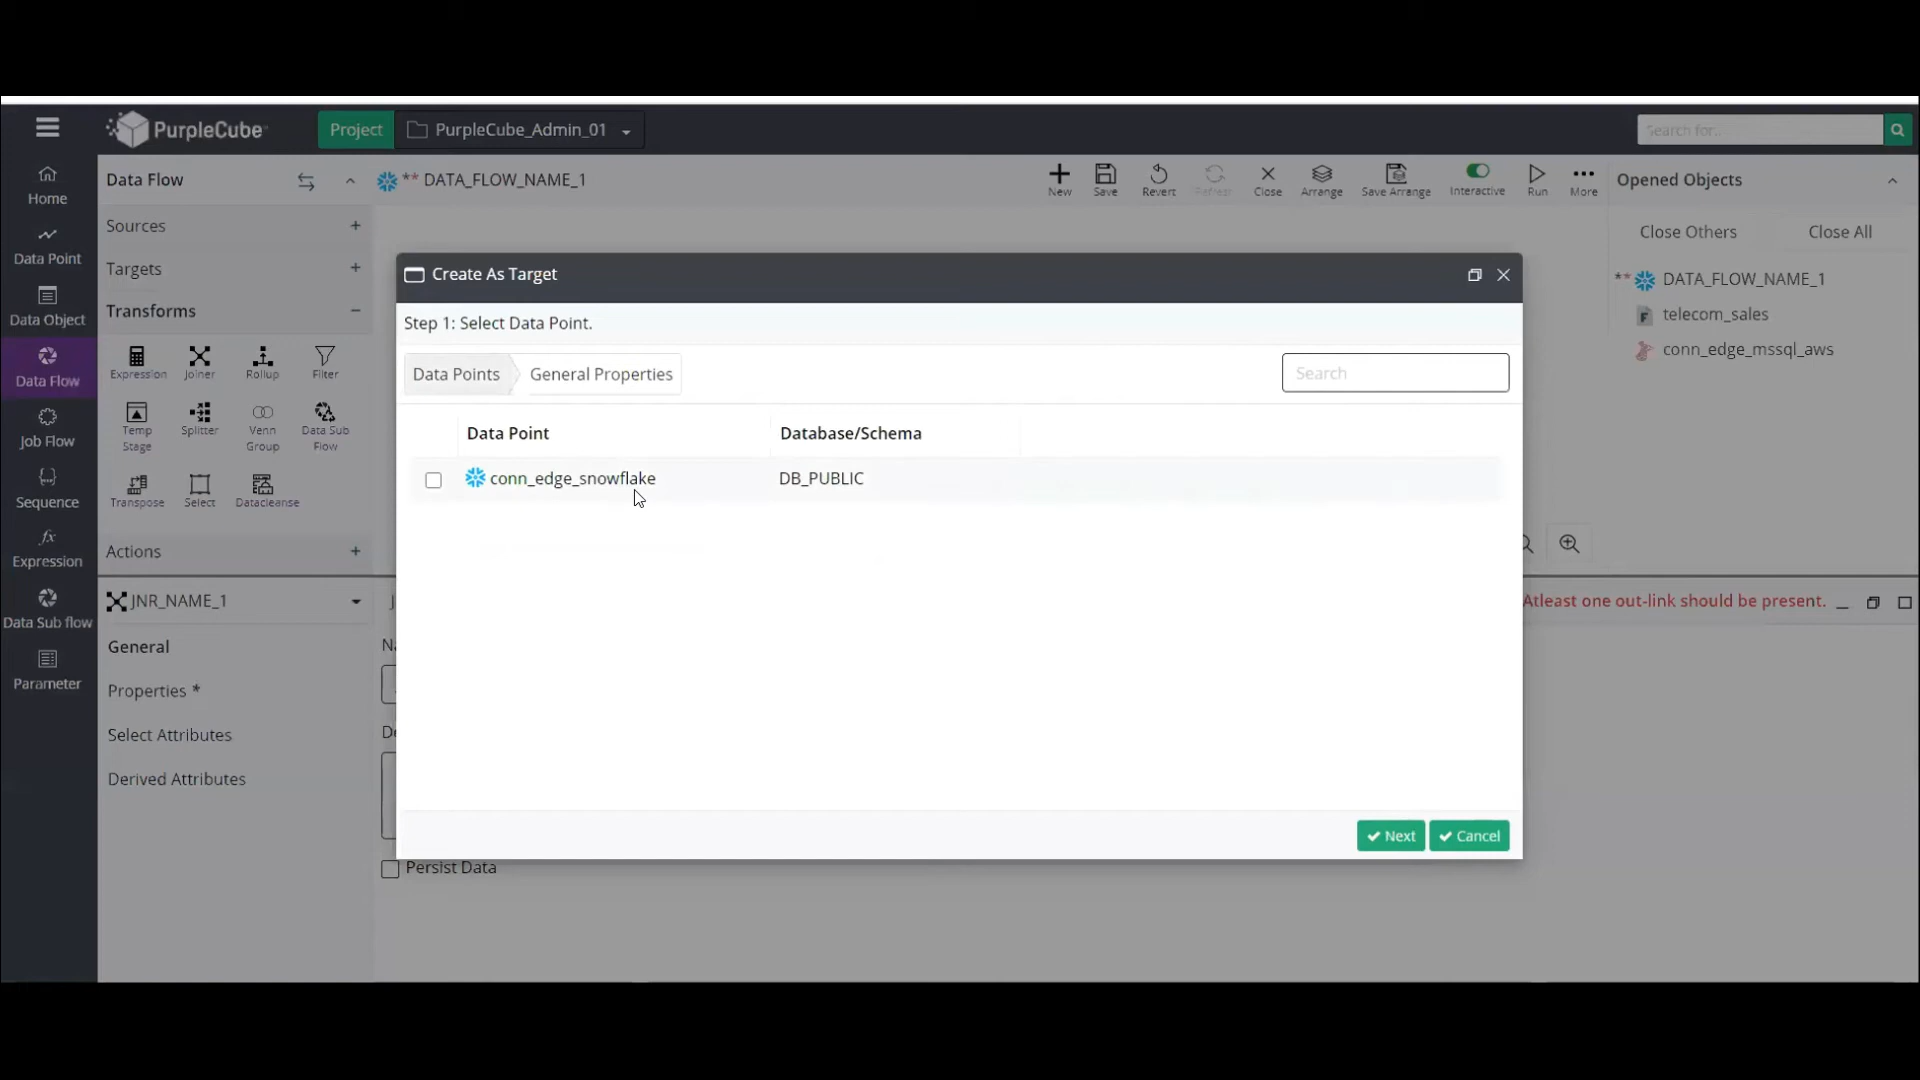 PurpleCube
Project
PurpleCube_Admin_01
Search for..
Home
Data Point
Data Object
Data Flow
Job Flow
Sequence
Expression
Data Sub flow
Parameter
Data Flow
** DATA_FLOW_NAME_1
New
Save
Revert
Refresh
Close
Arrange
Save Arrange
Interactive
Run
More
Opened Objects
Close Others
Close All
** DATA_FLOW_NAME_1
telecom_sales
conn_edge_mssql_aws
Sources
Targets
Transforms
Expression
Joiner
Rollup
Filter
Temp
Stage
Splitter
Venn
Group
Data Sub
Flow
Transpose
Select
Datacleanse
Actions
Create As Target
Step 1: Select Data Point.
Data Points
General Properties
Search
Data Point
Database/Schema
conn_edge_snowflake
DB_PUBLIC
Next
Cancel
JNR_NAME_1
General
Properties *
Select Attributes
Derived Attributes
Atleast one out-link should be present.
Persist Data